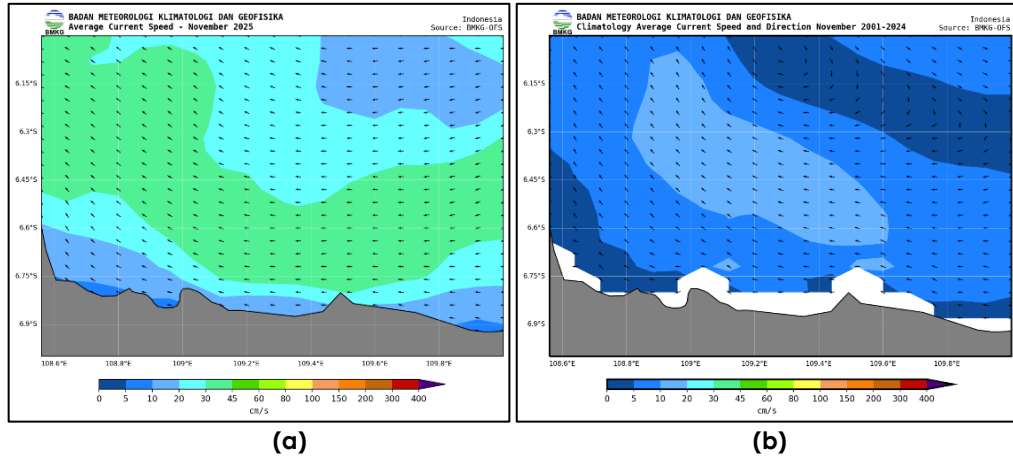 BADAN METEOROLOGI KLIMATOLOGI DAN GEOFISIKA
Average Current Speed - November 2025
Indonesia
Source: BMKG-OFS
BMKG
6.15°S
6.3°S
6.45°S
6.6°S
6.75°S
6.9°S
108.6°E 108.8°E 109°E 109.2°E 109.4°E 109.6°E 109.8°E
0 5 10 20 30 45 60 80 100 150 200 300 400
cm/s
(a)
BADAN METEOROLOGI KLIMATOLOGI DAN GEOFISIKA
Climatology Average Current Speed and Direction November 2001-2024
Indonesia
Source: BMKG-OFS
BMKG
6.15°S
6.3°S
6.45°S
6.6°S
6.75°S
6.9°S
108.6°E 108.8°E 109°E 109.2°E 109.4°E 109.6°E 109.8°E
0 5 10 20 30 45 60 80 100 150 200 300 400
cm/s
(b)